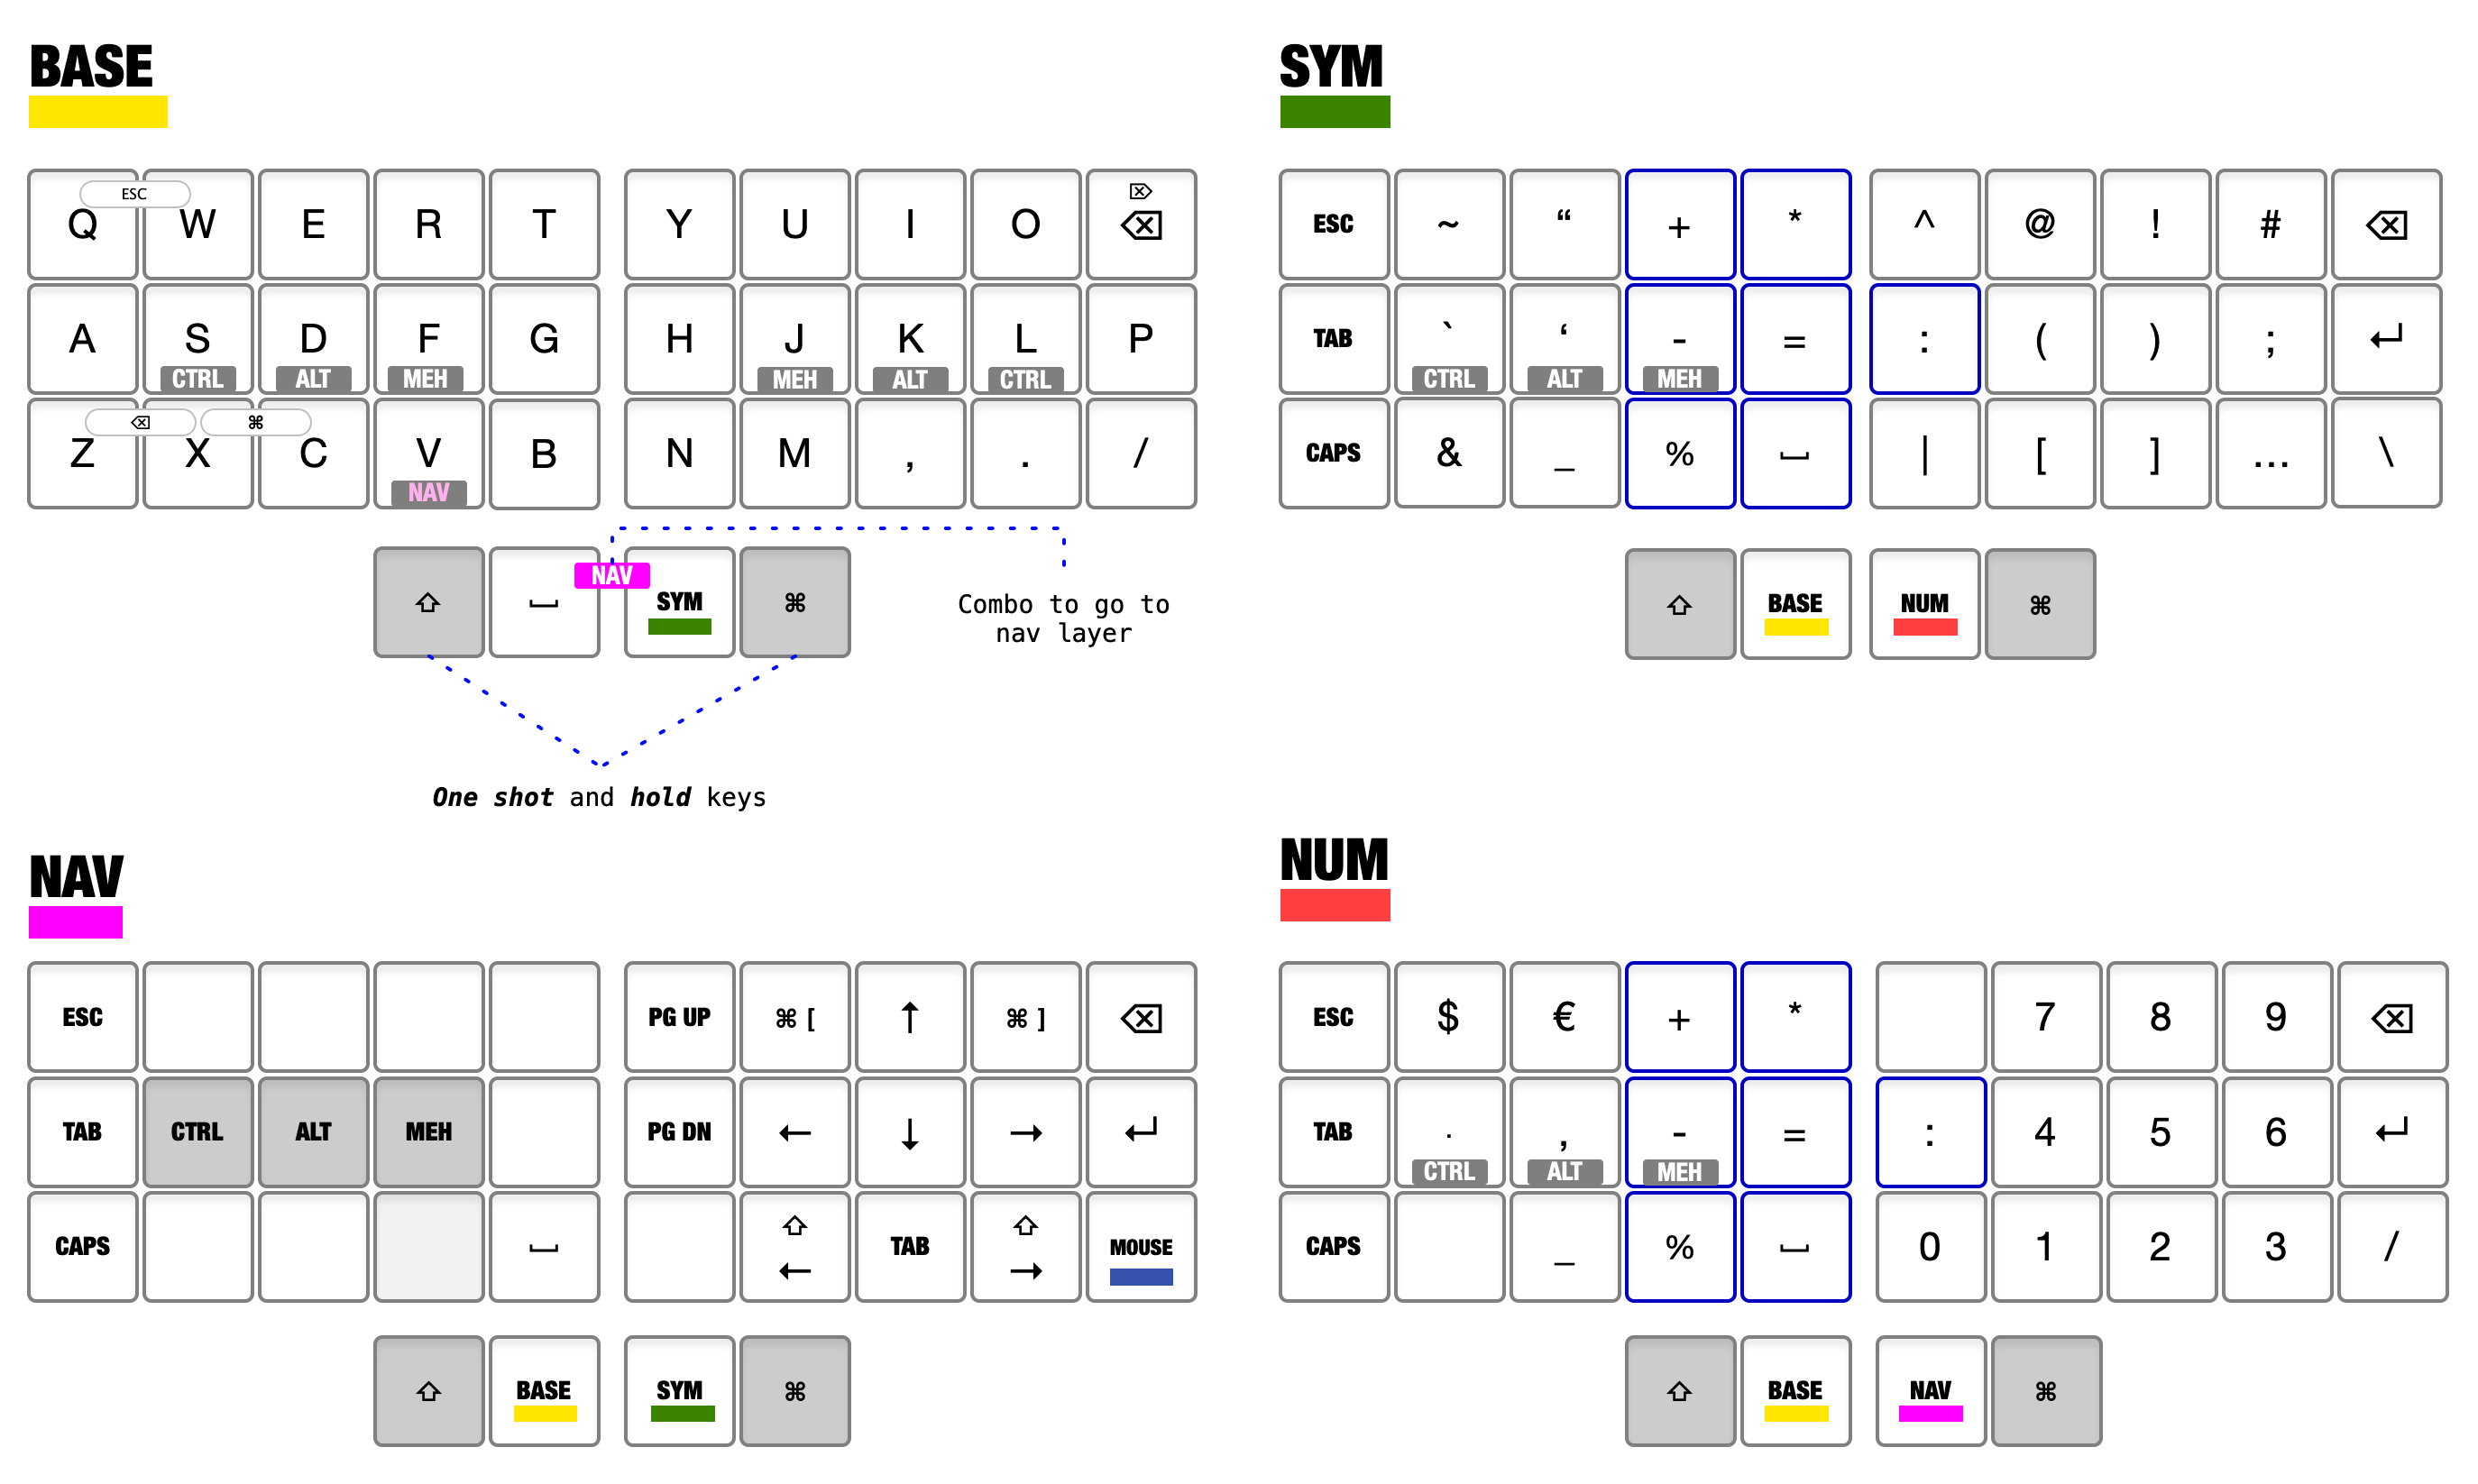 BASE
ESC
Q W E R T Y U I O ⌦ ⌫
A S D F G H J K L P
CTRL ALT MEH MEH ALT CTRL
⌫ ⌘
Z X C V B N M , . /
NAV
NAV
⇧ ⎵ SYM ⌘
Combo to go to
nav layer
One shot and hold keys
SYM
ESC ~ “ + * ^ @ ! # ⌫
TAB ` ‘ - = : ( ) ; ↵
CTRL ALT MEH
CAPS & _ % ⎵ | [ ] ... \
⇧ BASE NUM ⌘
NAV
ESC PG UP ⌘ [ ↑ ⌘ ] ⌫
TAB CTRL ALT MEH PG DN ← ↓ → ↵
CAPS ⎵ ⇧ ← TAB ⇧ → MOUSE
⇧ BASE SYM ⌘
NUM
ESC $ € + * 7 8 9 ⌫
TAB . , - = : 4 5 6 ↵
CTRL ALT MEH
CAPS _ % ⎵ 0 1 2 3 /
⇧ BASE NAV ⌘